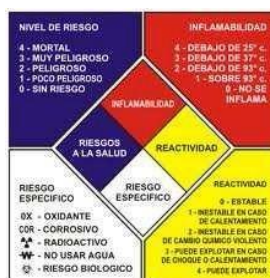 NIVEL DE RIESGO
4 - MORTAL
3 - MUY PELIGROSO
2 - PELIGROSO
1 - POCO PELIGROSO
0 - SIN RIESGO
INFLAMABILIDAD
4 - DEBAJO DE 25° c.
3 - DEBAJO DE 37° c.
2 - DEBAJO DE 93° c.
1 - SOBRE 93° c.
0 - NO SE
INFLAMA
INFLAMABILIDAD
RIESGOS
A LA SALUD
REACTIVIDAD
RIESGO
ESPECIFICO
RIESGO
ESPECIFICO
OX - OXIDANTE
COR - CORROSIVO
- RADIOACTIVO
W - NO USAR AGUA
- RIESGO BIOLOGICO
REACTIVIDAD
0 - ESTABLE
1 - INESTABLE EN CASO
DE CALENTAMIENTO
2 - INESTABLE EN CASO
DE CAMBIO QUIMICO VIOLENTO
3 - PUEDE EXPLOTAR EN CASO
DE CHOQUE O CALENTAMIENTO
4 - PUEDE EXPLOTAR